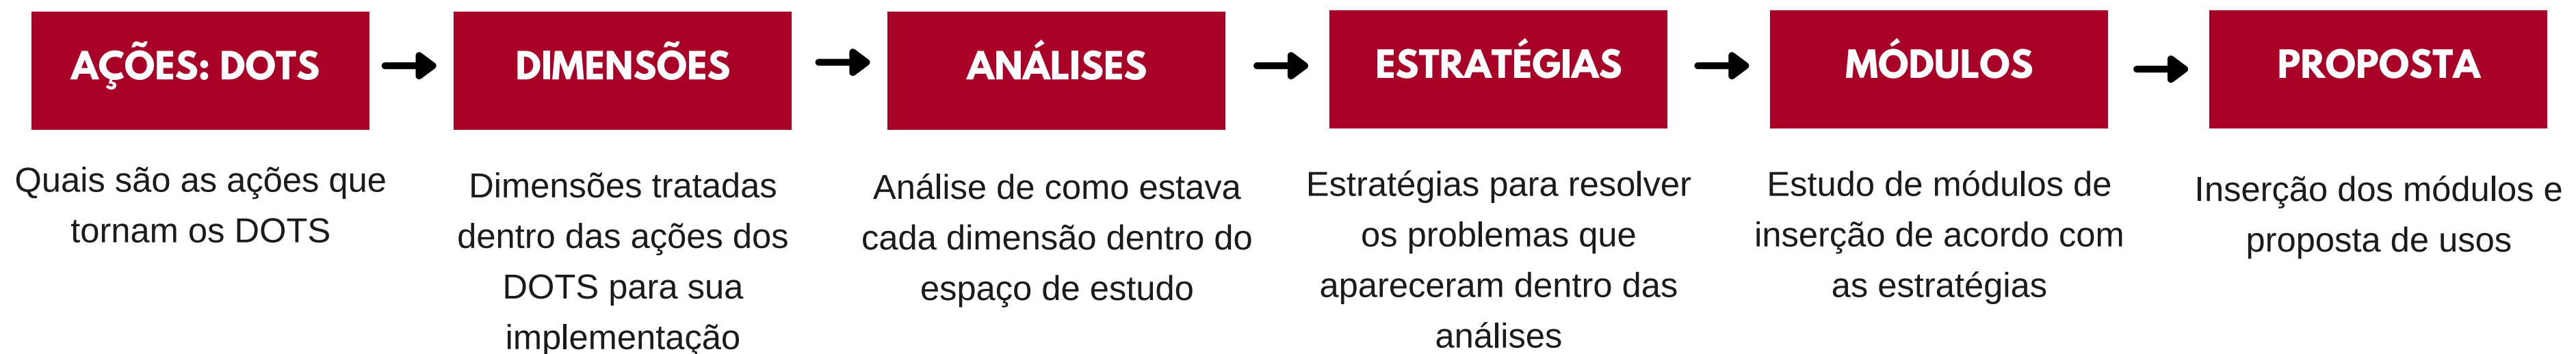 AÇÕES: DOTS
Quais são as ações que
tornam os DOTS
DIMENSÕES
Dimensões tratadas
dentro das ações dos
DOTS para sua
implementação
ANÁLISES
Análise de como estava
cada dimensão dentro do
espaço de estudo
ESTRATÉGIAS
Estratégias para resolver
os problemas que
apareceram dentro das
análises
MÓDULOS
Estudo de módulos de
inserção de acordo com
as estratégias
PROPOSTA
Inserção dos módulos e
proposta de usos